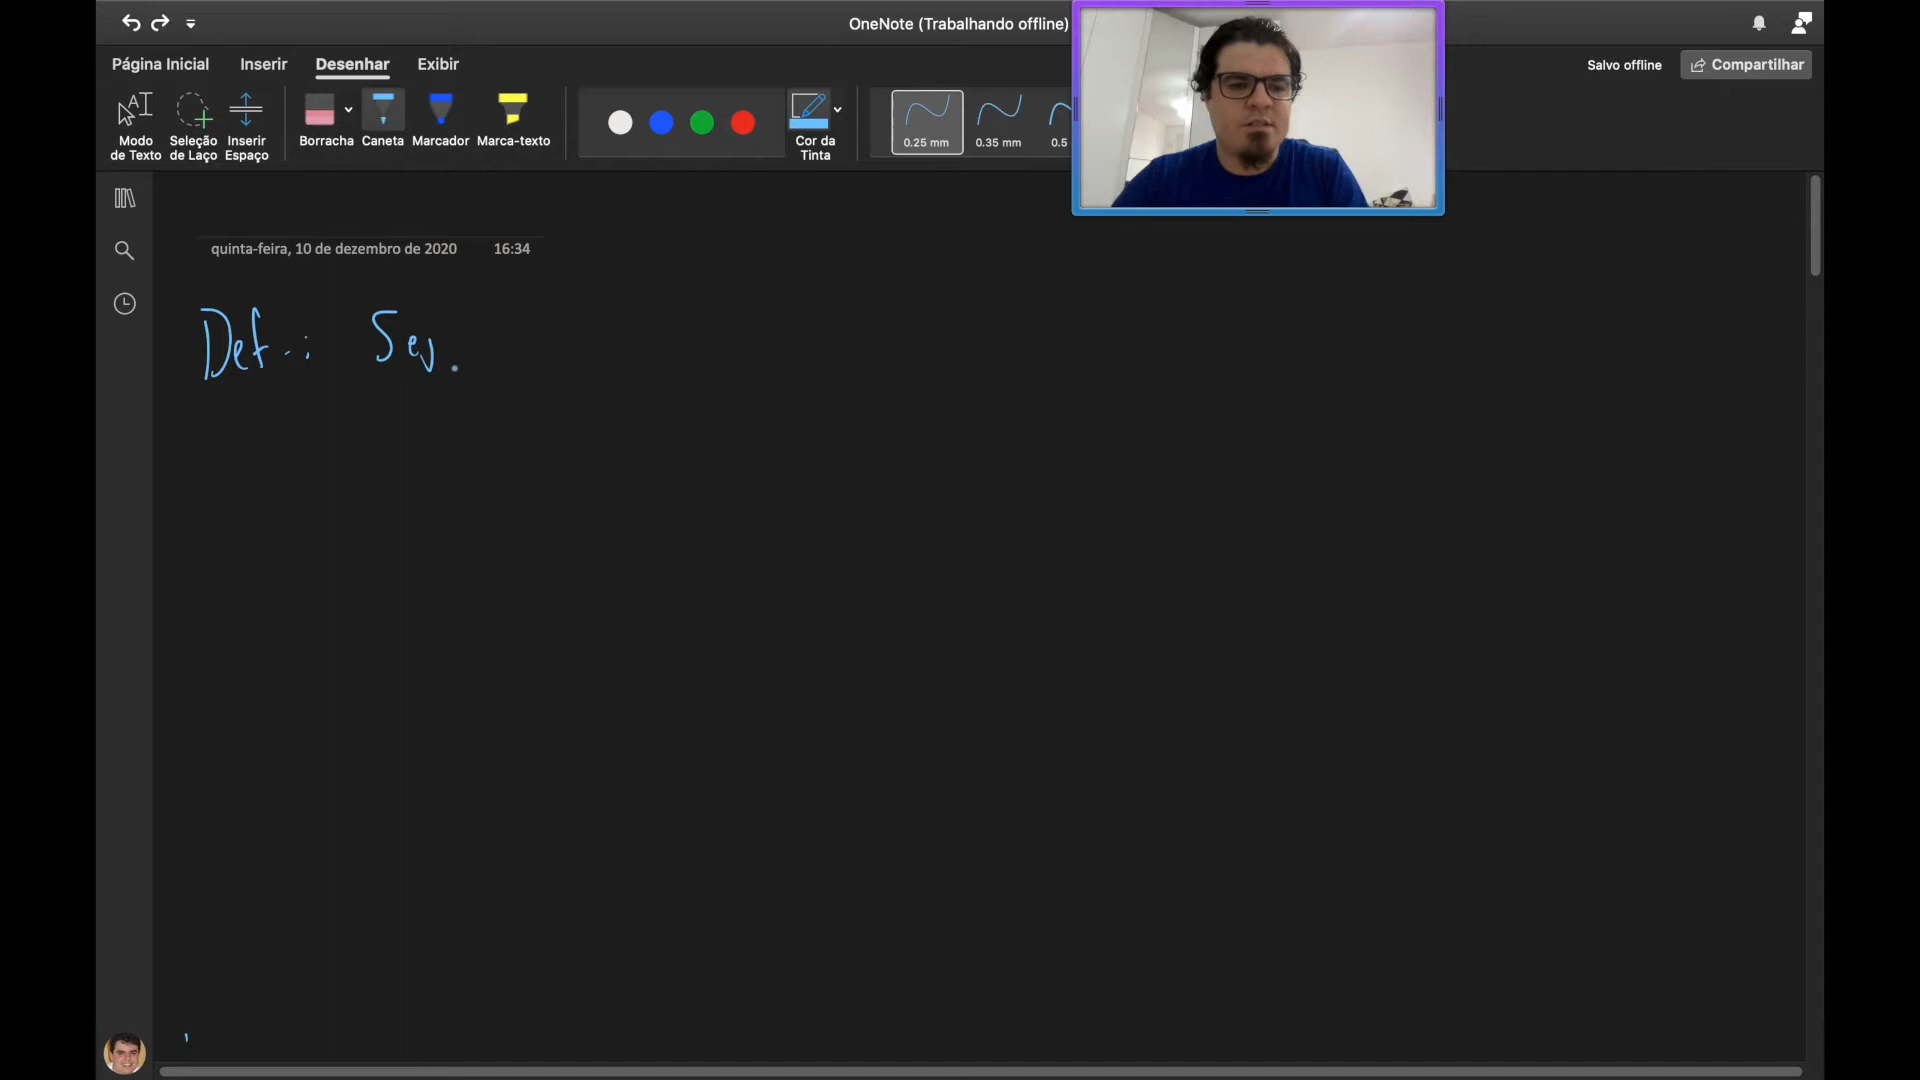 OneNote (Trabalhando offline)
Página Inicial Inserir Desenhar Exibir
Salvo offline Compartilhar
Modo de Texto
Seleção de Laço
Inserir Espaço
Borracha Caneta Marcador Marca-texto
Cor da Tinta
0.25 mm 0.35 mm 0.5
quinta-feira, 10 de dezembro de 2020 16:34
Def.: Sej